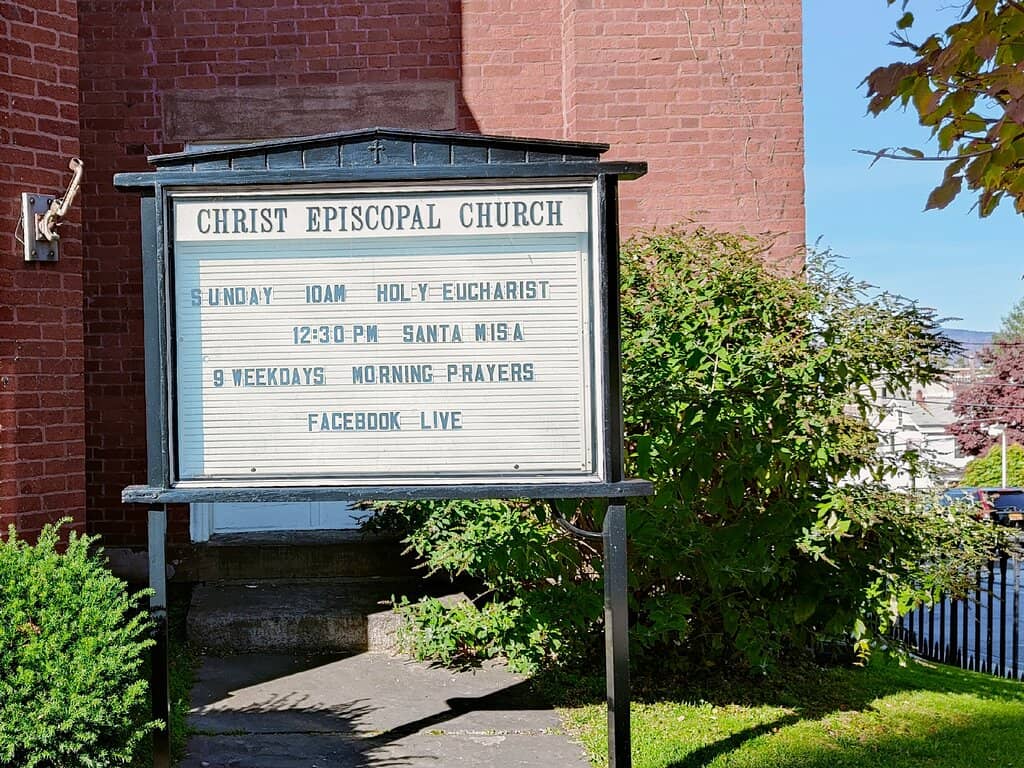 CHRIST EPISCOPAL CHURCH
SUNDAY 10AM HOLY EUCHARIST
12:30 PM SANTA MISA
9 WEEKDAYS MORNING PRAYERS
FACEBOOK LIVE